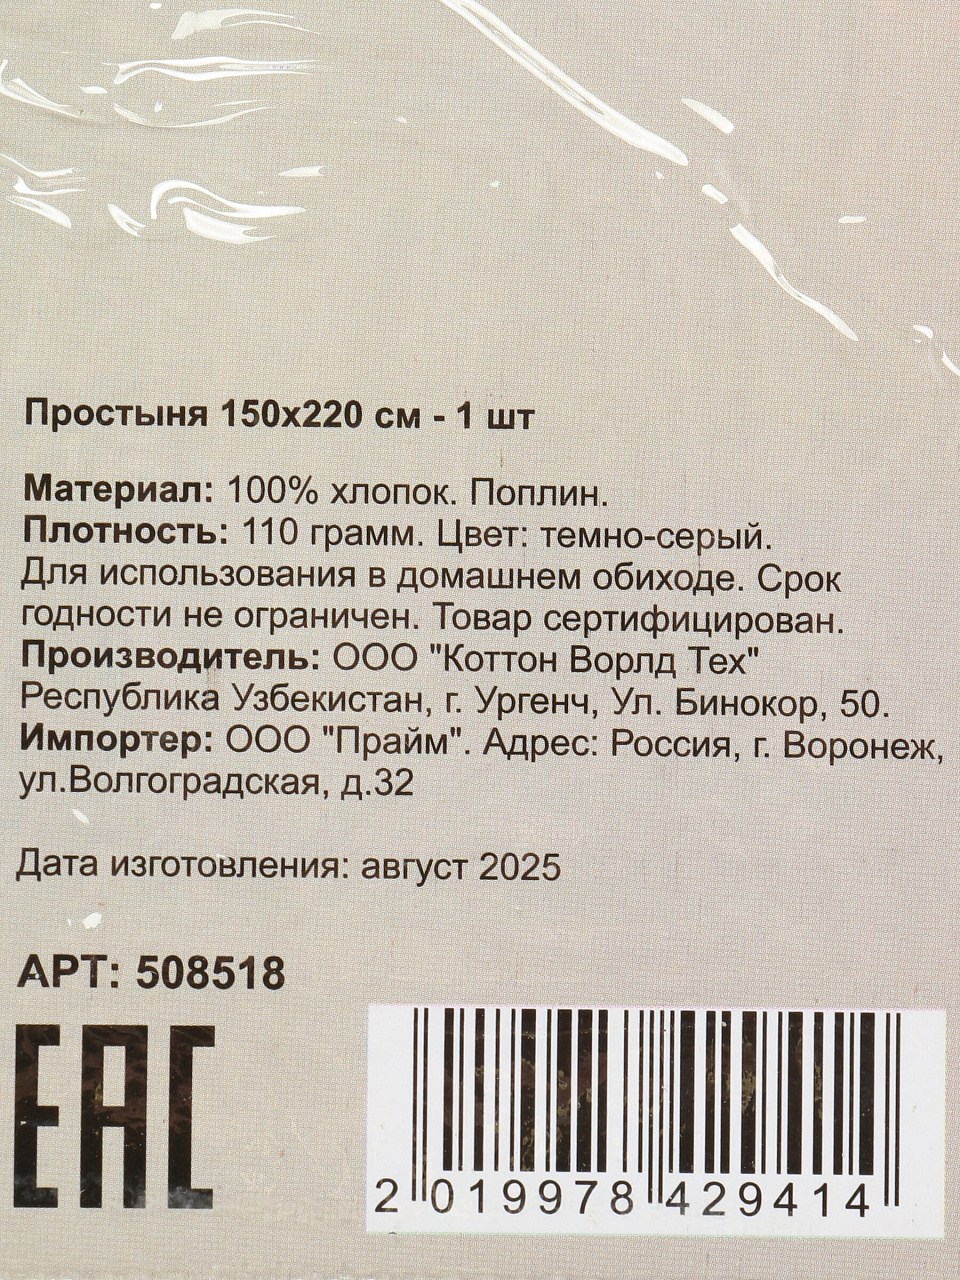 Простыня 150х220 см - 1 шт
Материал: 100% хлопок. Поплин.
Плотность: 110 грамм. Цвет: темно-серый.
Для использования в домашнем обиходе. Срок
годности не ограничен. Товар сертифицирован.
Производитель: ООО "Коттон Ворлд Тех"
Республика Узбекистан, г. Ургенч, Ул. Бинокор, 50.
Импортер: ООО "Прайм". Адрес: Россия, г. Воронеж,
ул.Волгоградская, д.32
Дата изготовления: август 2025
АРТ: 508518
ЕАС
2 019978 429414